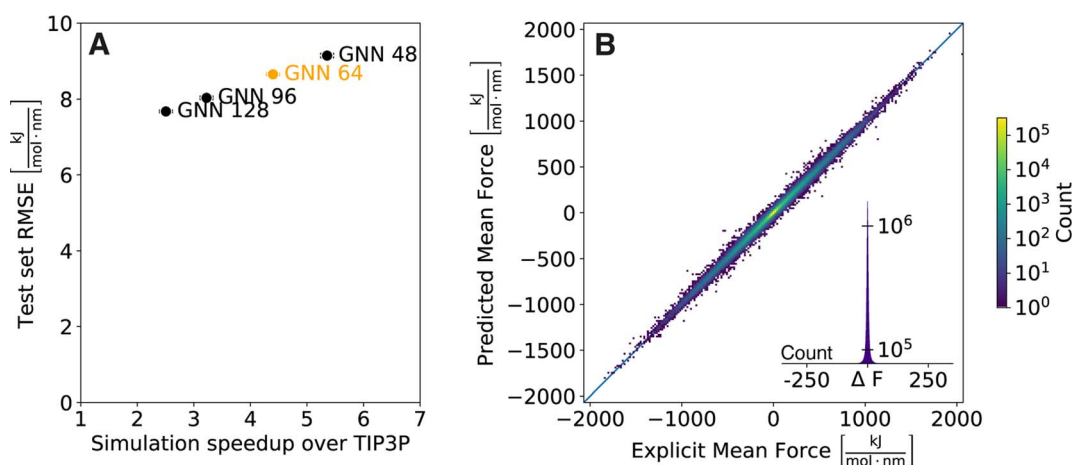 A
10
8
6
4
2
0
Test set RMSE [kJ / mol · nm]
GNN 48
GNN 64
GNN 96
GNN 128
1 2 3 4 5 6 7
Simulation speedup over TIP3P
B
2000
1500
1000
500
0
−500
−1000
−1500
−2000
Predicted Mean Force [kJ / mol · nm]
10^6
10^5
Count
-250 Δ F 250
−2000 −1000 0 1000 2000
Explicit Mean Force [kJ / mol · nm]
10^5
10^4
10^3
10^2
10^1
10^0
Count